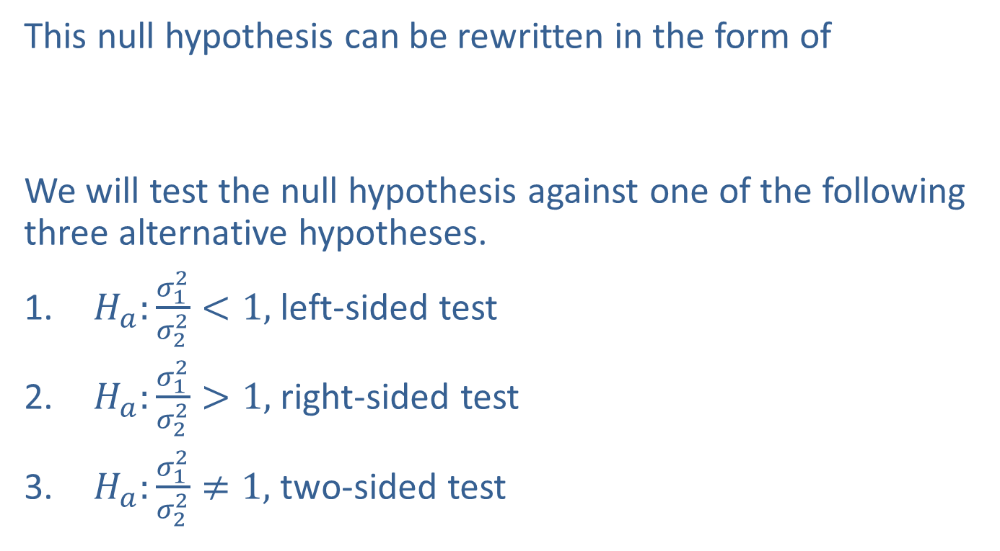 This null hypothesis can be rewritten in the form of
We will test the null hypothesis against one of the following
three alternative hypotheses.
1. $H_a: \frac{\sigma_1^2}{\sigma_2^2} < 1$, left-sided test
2. $H_a: \frac{\sigma_1^2}{\sigma_2^2} > 1$, right-sided test
3. $H_a: \frac{\sigma_1^2}{\sigma_2^2} \neq 1$, two-sided test